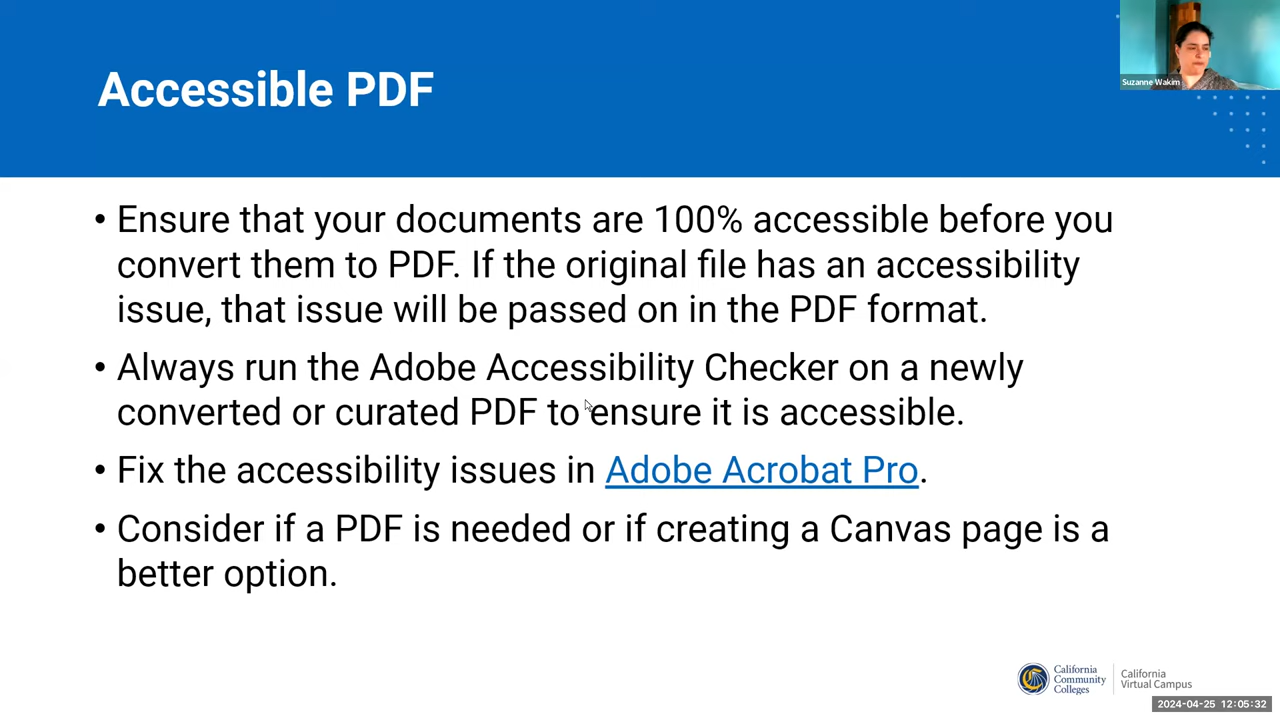 Accessible PDF
Suzanne Wakim
• Ensure that your documents are 100% accessible before you
convert them to PDF. If the original file has an accessibility
issue, that issue will be passed on in the PDF format.
• Always run the Adobe Accessibility Checker on a newly
converted or curated PDF to ensure it is accessible.
• Fix the accessibility issues in Adobe Acrobat Pro.
• Consider if a PDF is needed or if creating a Canvas page is a
better option.
California
Community
Colleges
California
Virtual Campus
2024-04-25 12:05:32